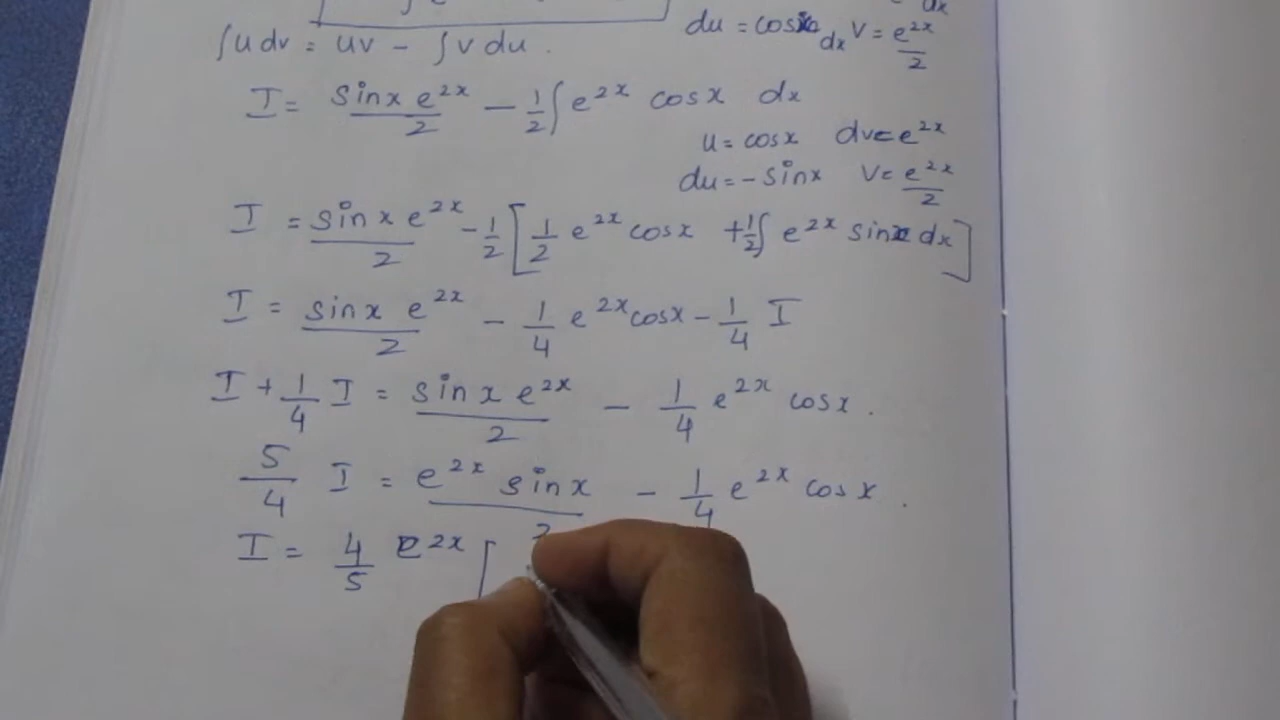 dx
∫u dv = uv - ∫v du .
du = cosx dx V = e^2x/2
I = sinx e^2x/2 - 1/2 ∫ e^2x cosx dx
u = cosx dv = e^2x
du = - sinx V = e^2x/2
I = sinx e^2x/2 - 1/2 [ 1/2 e^2x cosx + 1/2 ∫ e^2x sinx dx ]
I = sinx e^2x/2 - 1/4 e^2x cosx - 1/4 I
I + 1/4 I = sinx e^2x/2 - 1/4 e^2x cosx .
5/4 I = e^2x sinx/2 - 1/4 e^2x cosx .
I = 4/5 e^2x [